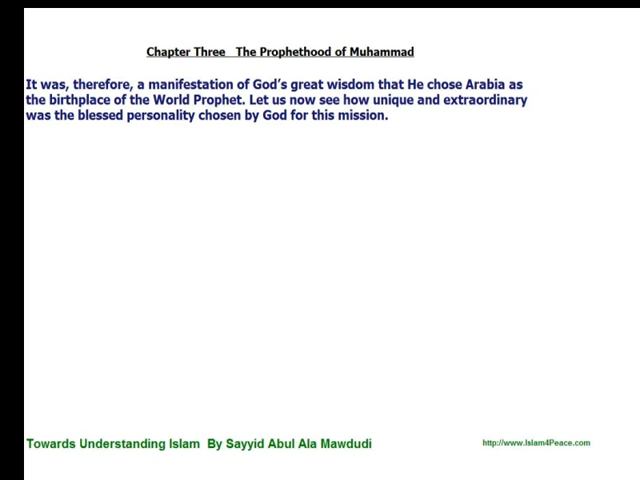 Chapter Three   The Prophethood of Muhammad
It was, therefore, a manifestation of God's great wisdom that He chose Arabia as
the birthplace of the World Prophet. Let us now see how unique and extraordinary
was the blessed personality chosen by God for this mission.
Towards Understanding Islam  By Sayyid Abul Ala Mawdudi
http://www.Islam4Peace.com